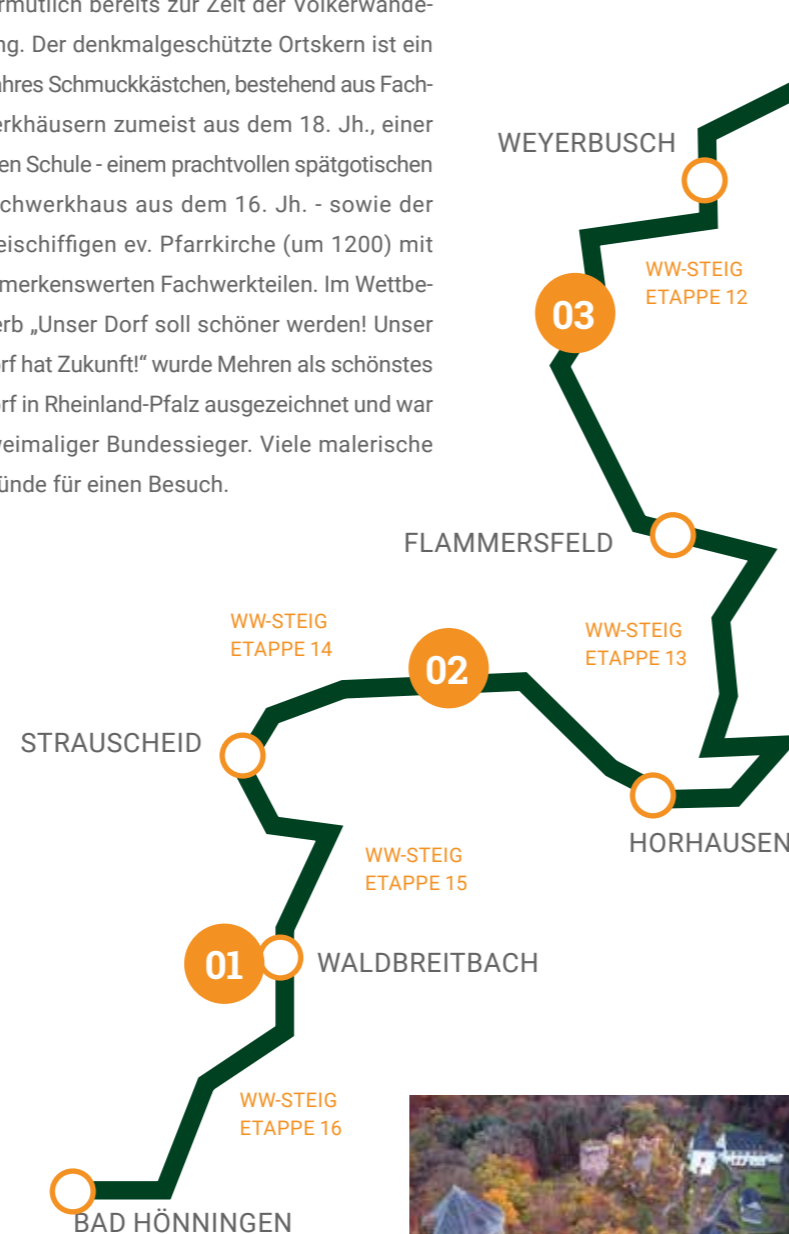 rmutlich bereits zur Zeit der Völkerwande-
ng. Der denkmalgeschützte Ortskern ist ein
hres Schmuckkästchen, bestehend aus Fach-
erkhäusern zumeist aus dem 18. Jh., einer
en Schule - einem prachtvollen spätgotischen
chwerkhaus aus dem 16. Jh. - sowie der
eischiffigen ev. Pfarrkirche (um 1200) mit
merkenswerten Fachwerkteilen. Im Wettbe-
erb „Unser Dorf soll schöner werden! Unser
rf hat Zukunft!“ wurde Mehren als schönstes
rf in Rheinland-Pfalz ausgezeichnet und war
weimaliger Bundessieger. Viele malerische
ünde für einen Besuch.
WEYERBUSCH
WW-STEIG
ETAPPE 12
03
FLAMMERSFELD
WW-STEIG
ETAPPE 14
02
WW-STEIG
ETAPPE 13
STRAUSCHEID
HORHAUSEN
WW-STEIG
ETAPPE 15
01
WALDBREITBACH
WW-STEIG
ETAPPE 16
BAD HÖNNINGEN